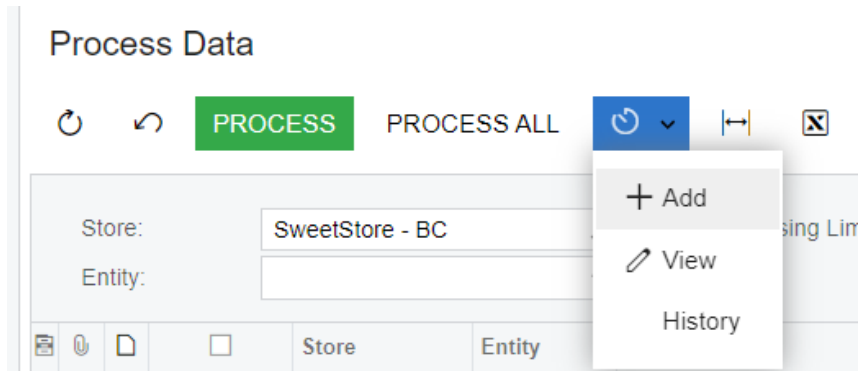 Process Data
PROCESS PROCESS ALL
Add
Store: SweetStore - BC sing Lim
View
Entity:
History
Store Entity